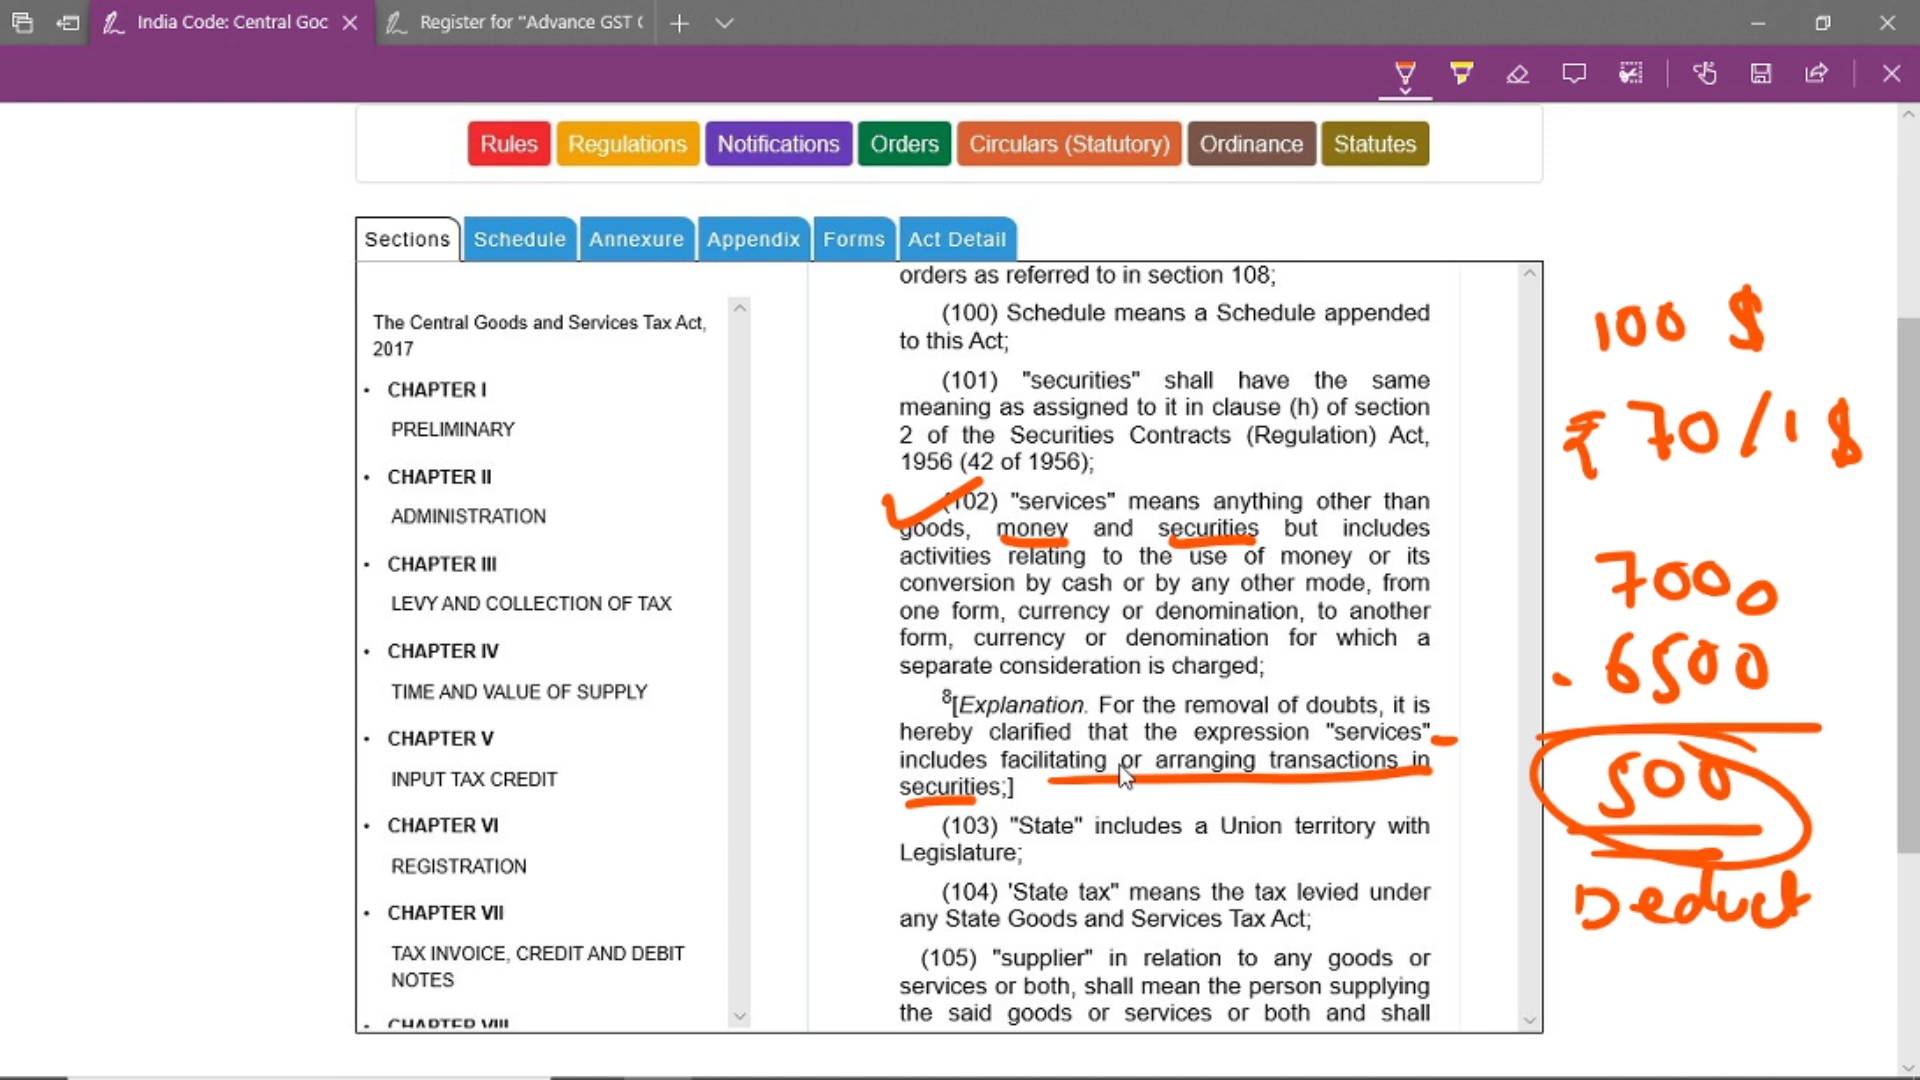 India Code: Central Goc
Register for "Advance GST (
Rules
Regulations
Notifications
Orders
Circulars (Statutory)
Ordinance
Statutes
Sections
Schedule
Annexure
Appendix
Forms
Act Detail
The Central Goods and Services Tax Act,
2017
CHAPTER I
PRELIMINARY
CHAPTER II
ADMINISTRATION
CHAPTER III
LEVY AND COLLECTION OF TAX
CHAPTER IV
TIME AND VALUE OF SUPPLY
CHAPTER V
INPUT TAX CREDIT
CHAPTER VI
REGISTRATION
CHAPTER VII
TAX INVOICE, CREDIT AND DEBIT
NOTES
CHAPTER VIII
orders as referred to in section 108;
(100) Schedule means a Schedule appended
to this Act;
(101) "securities" shall have the same
meaning as assigned to it in clause (h) of section
2 of the Securities Contracts (Regulation) Act,
1956 (42 of 1956);
(102) "services" means anything other than
goods, money and securities but includes
activities relating to the use of money or its
conversion by cash or by any other mode, from
one form, currency or denomination, to another
form, currency or denomination for which a
separate consideration is charged;
8[Explanation. For the removal of doubts, it is
hereby clarified that the expression "services"
includes facilitating or arranging transactions in
securities;]
(103) "State" includes a Union territory with
Legislature;
(104) 'State tax" means the tax levied under
any State Goods and Services Tax Act;
(105) "supplier" in relation to any goods or
services or both, shall mean the person supplying
the said goods or services or both and shall
100 $
₹ 70 / 1 $
7000
- 6500
500
Deduct